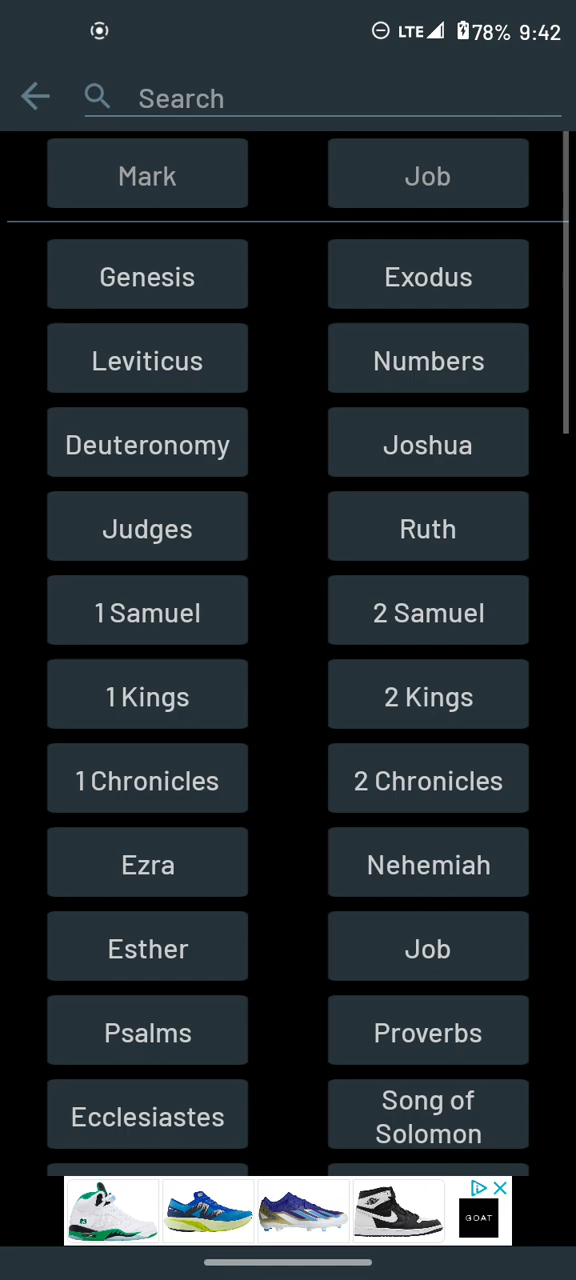 LTE 78% 9:42
Search
Mark Job
Genesis Exodus
Leviticus Numbers
Deuteronomy Joshua
Judges Ruth
1 Samuel 2 Samuel
1 Kings 2 Kings
1 Chronicles 2 Chronicles
Ezra Nehemiah
Esther Job
Psalms Proverbs
Ecclesiastes Song of
Solomon
GOAT